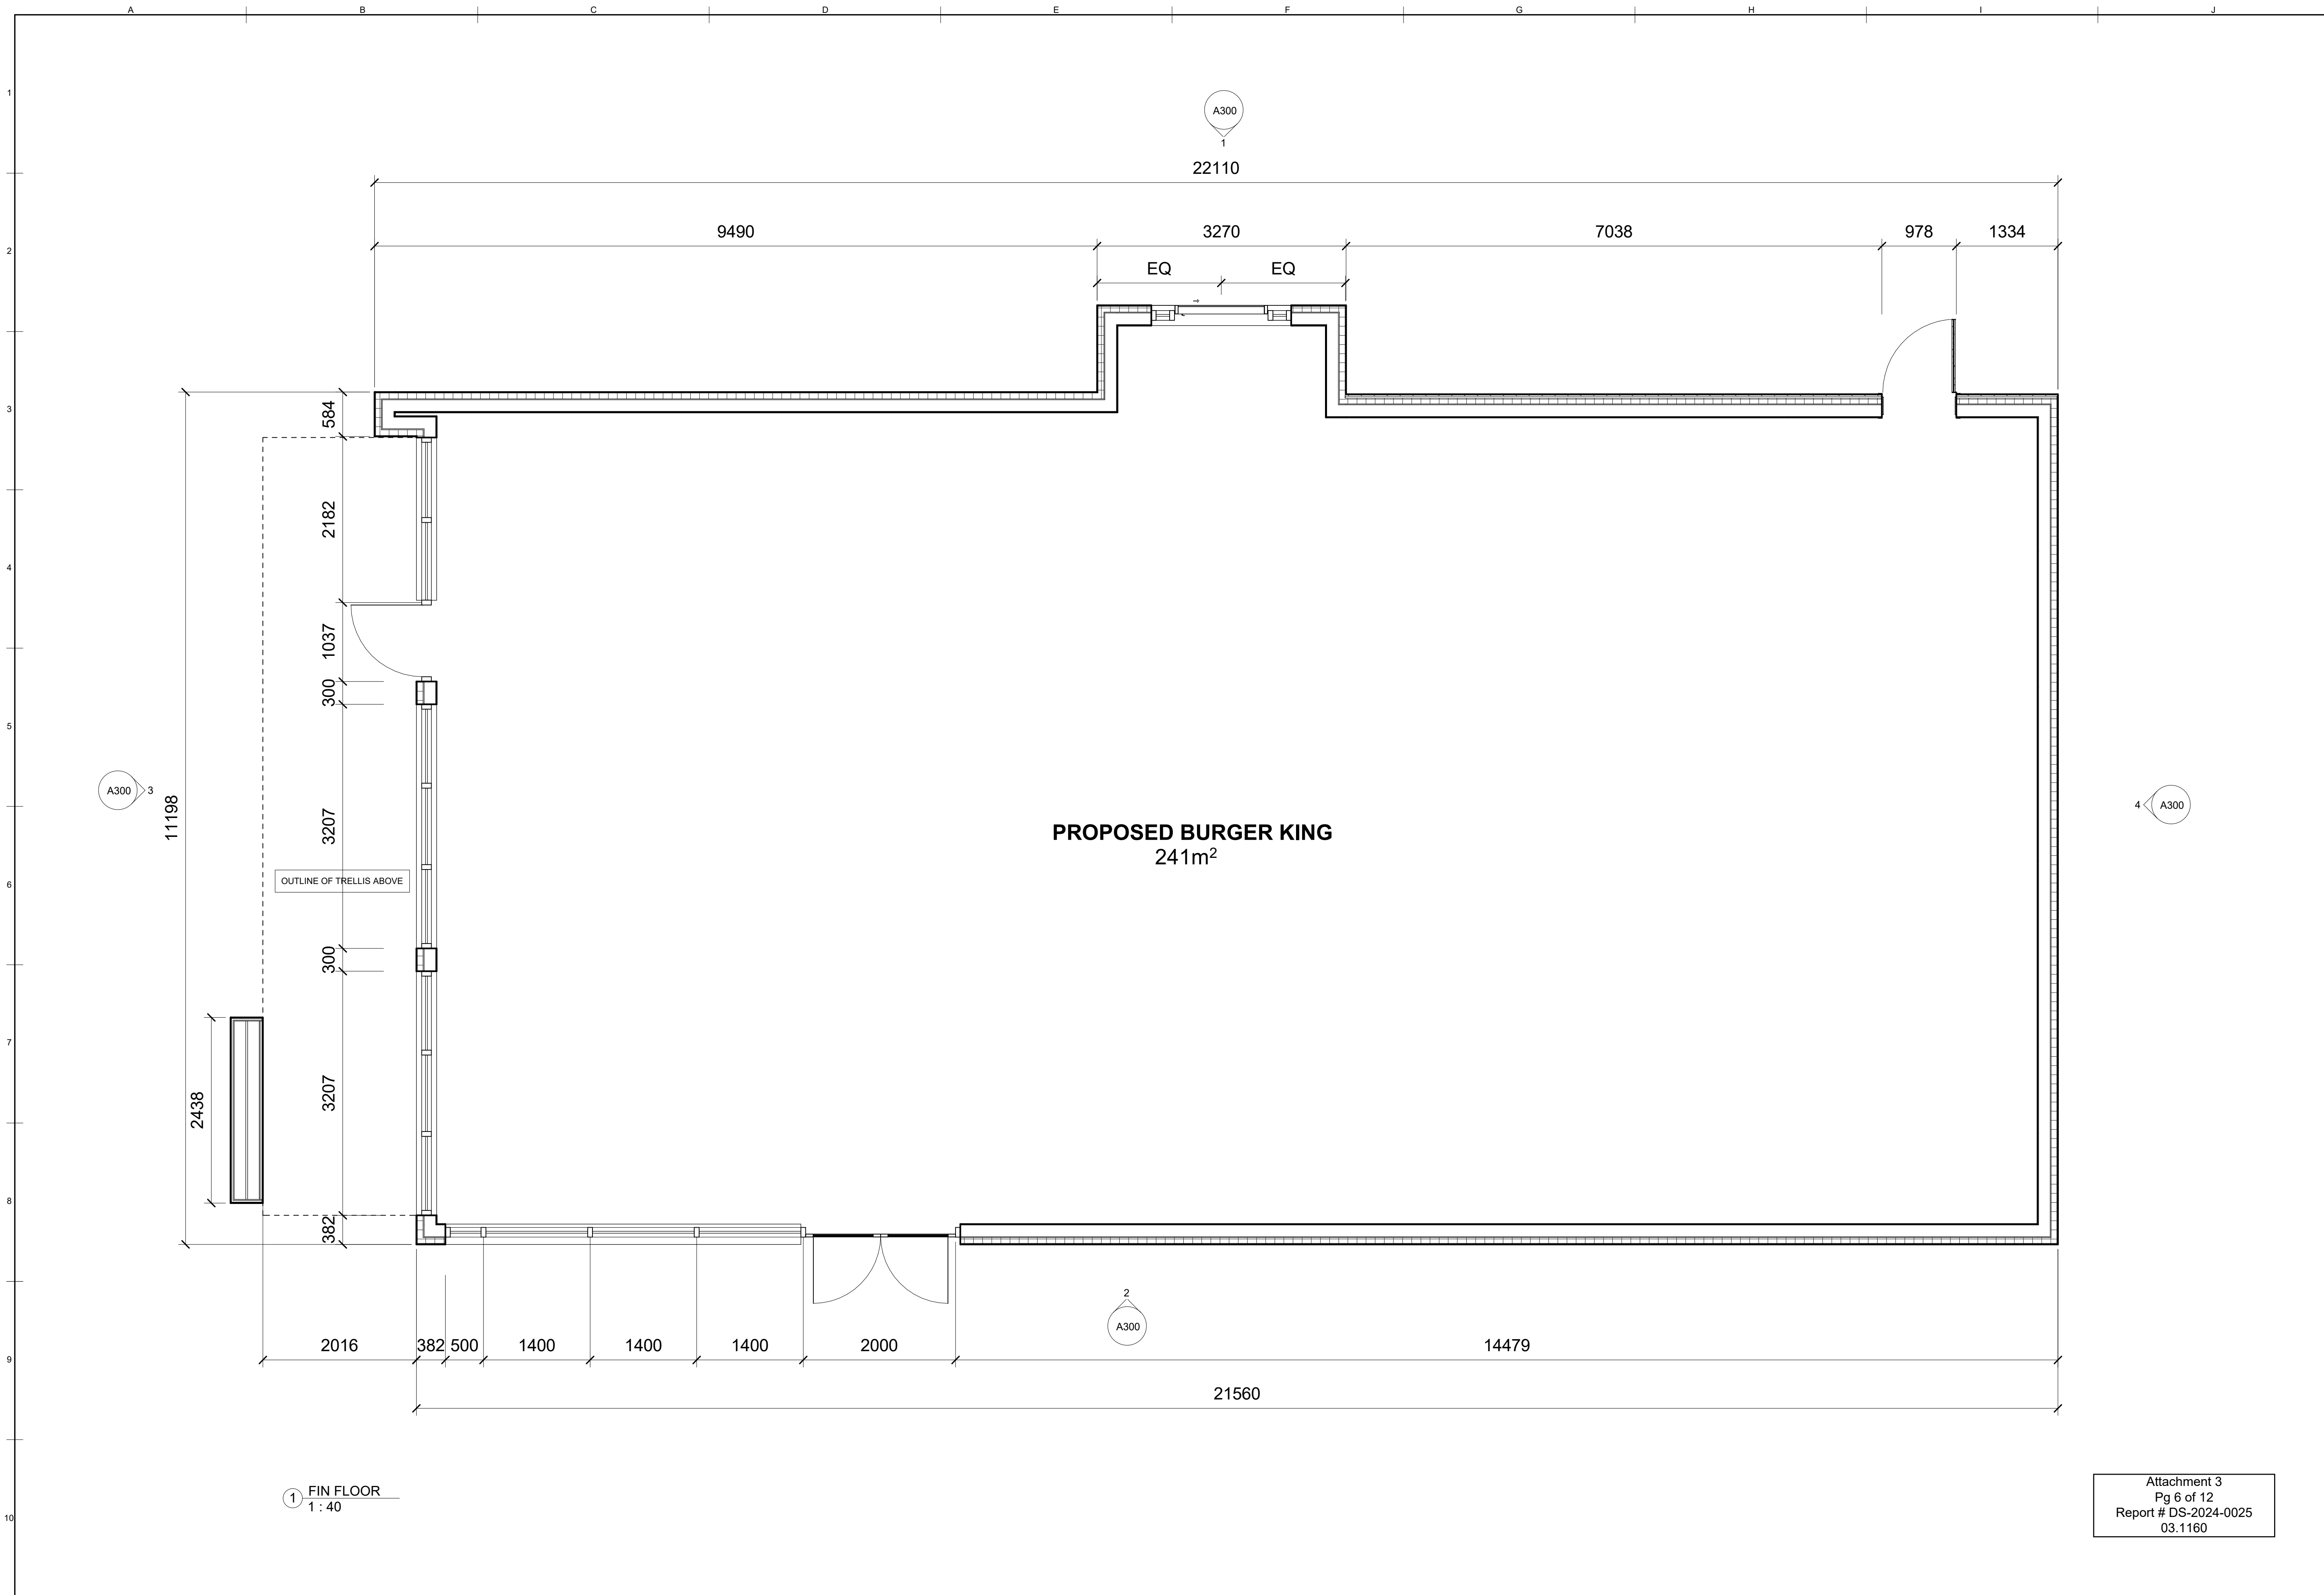 A B C D E F G H I J
1
A300
1
22110
2
9490 3270 7038 978 1334
EQ EQ
3
584
2182
4
1037
300
5
A300 3
4 A300
11198
3207
PROPOSED BURGER KING
241m²
OUTLINE OF TRELLIS ABOVE
6
300
7
2438
3207
8
382
2
A300
9
2016 382 500 1400 1400 1400 2000 14479
21560
1 FIN FLOOR
1 : 40
10
Attachment 3
Pg 6 of 12
Report # DS-2024-0025
03.1160